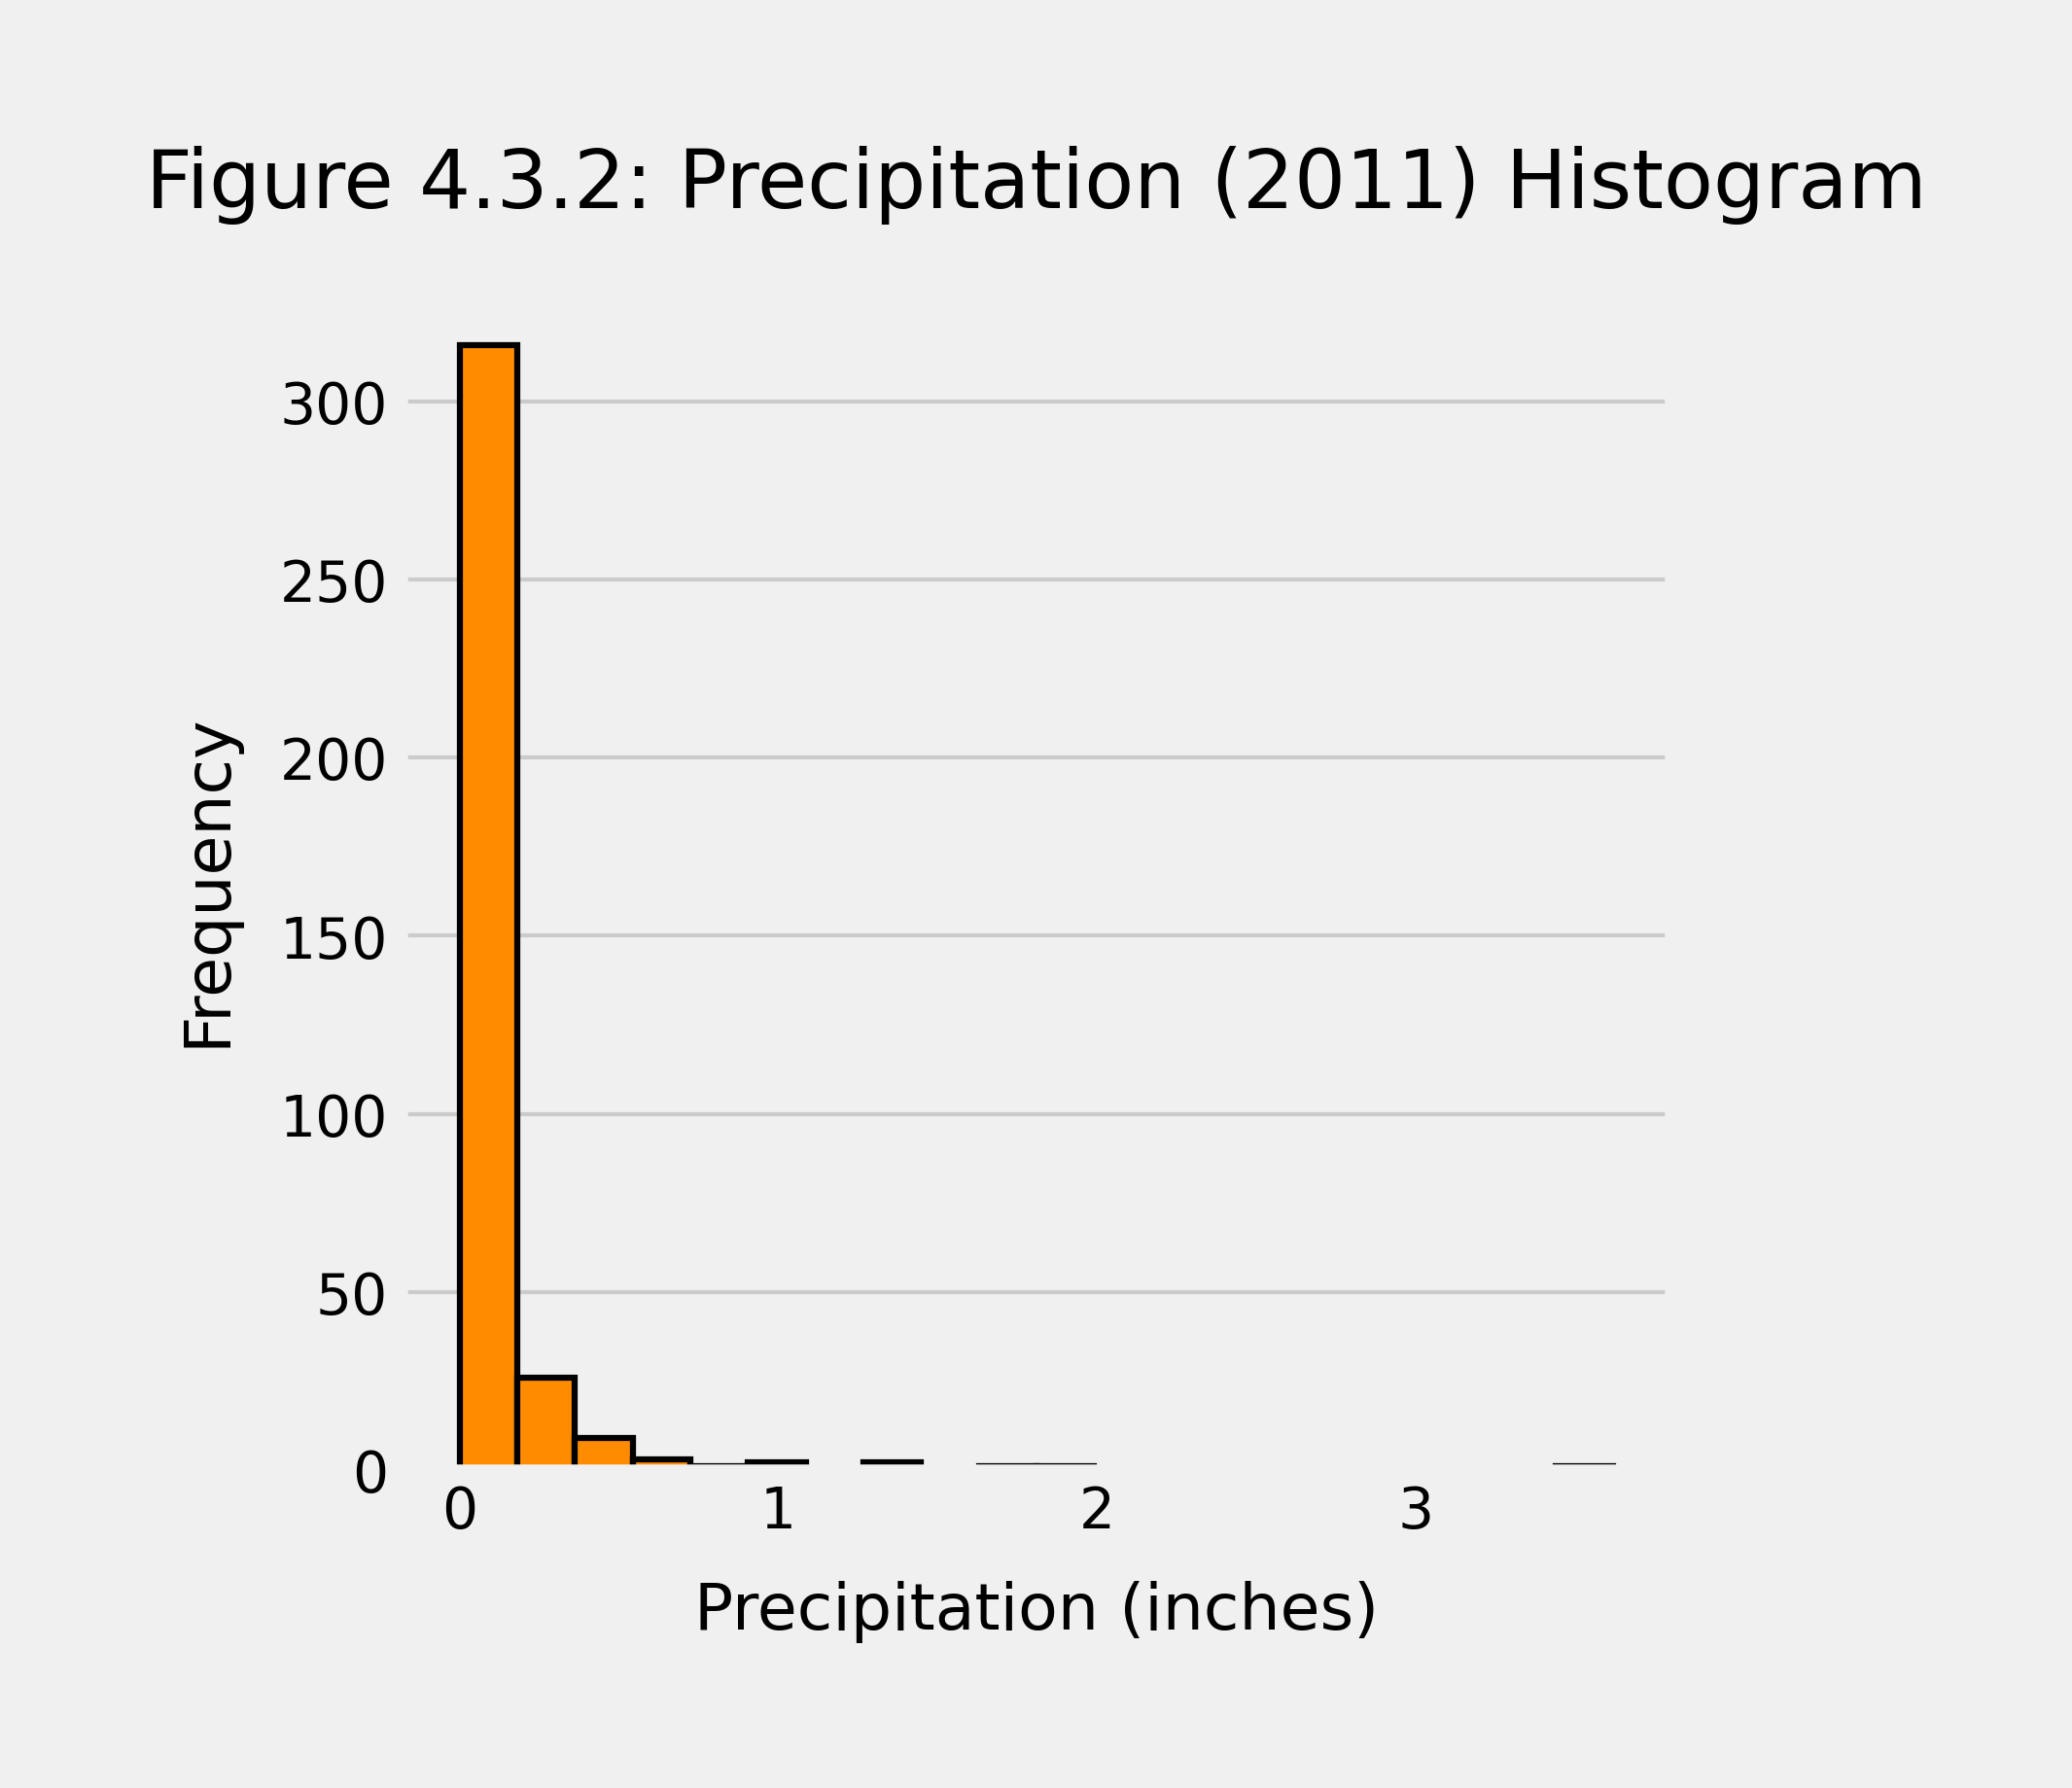 Figure 4.3.2: Precipitation (2011) Histogram
300
250
200
150
100
50
0
Frequency
0 1 2 3
Precipitation (inches)